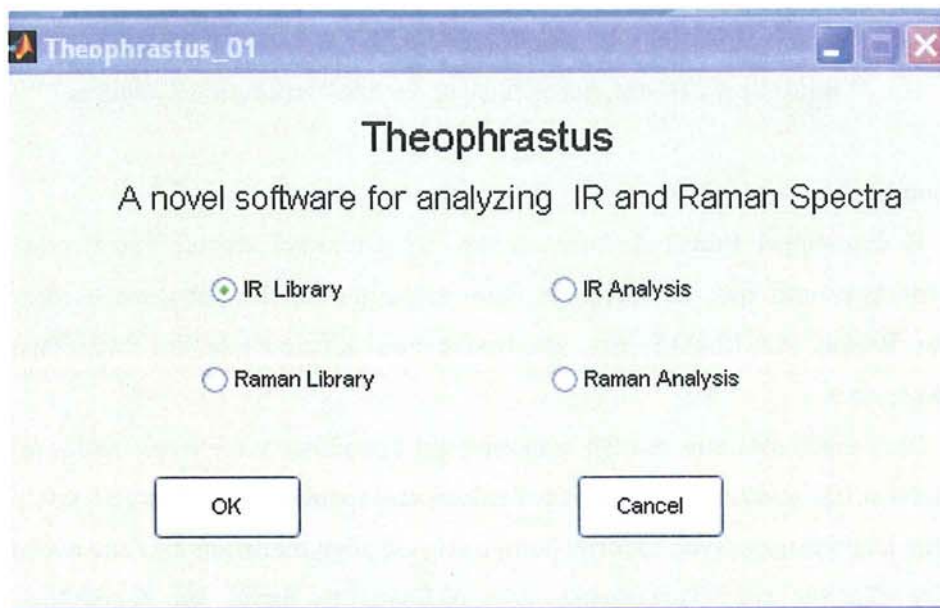 Theophrastus_01
Theophrastus
A novel software for analyzing IR and Raman Spectra
IR Library
IR Analysis
Raman Library
Raman Analysis
OK
Cancel